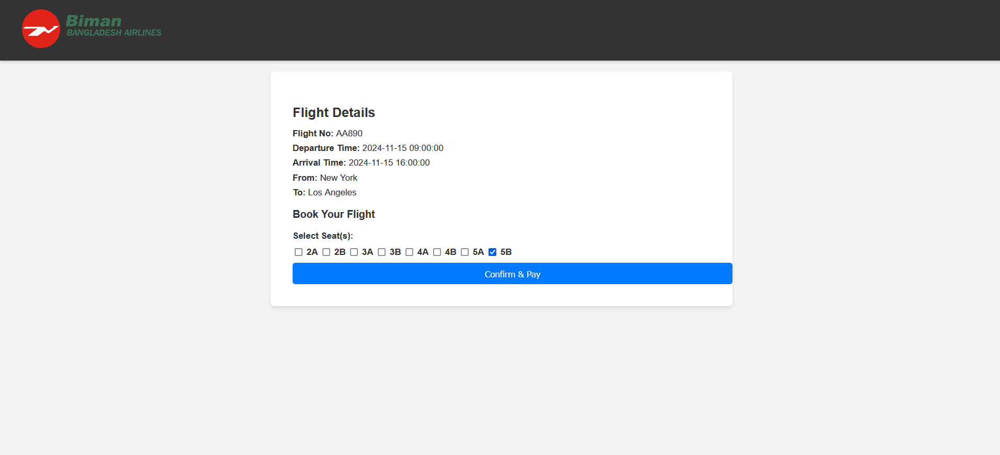 Biman
BANGLADESH AIRLINES
Flight Details
Flight No: AA890
Departure Time: 2024-11-15 09:00:00
Arrival Time: 2024-11-15 16:00:00
From: New York
To: Los Angeles
Book Your Flight
Select Seat(s):
2A 2B 3A 3B 4A 4B 5A 5B
Confirm & Pay